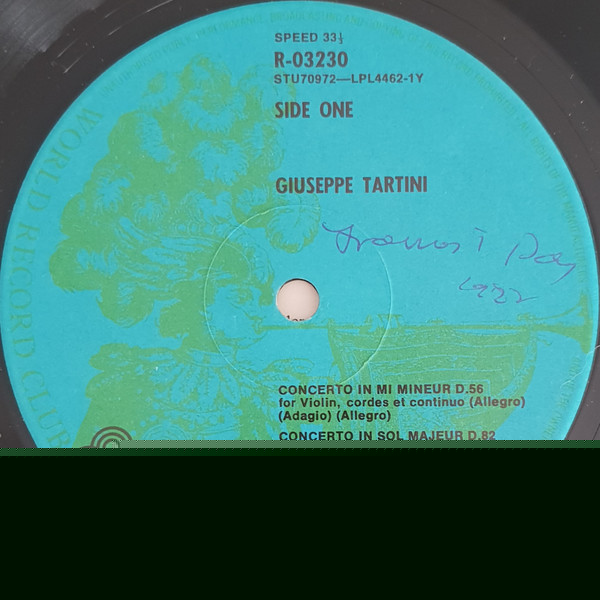 SPEED 33⅓
R-03230
STU70972—LPL4462-1Y
SIDE ONE
GIUSEPPE TARTINI
1982
CONCERTO IN MI MINEUR D.56
for Violin, cordes et continuo (Allegro)
(Adagio) (Allegro)
CONCERTO IN SOL MAJEUR D.82
WORLD RECORD CLUB